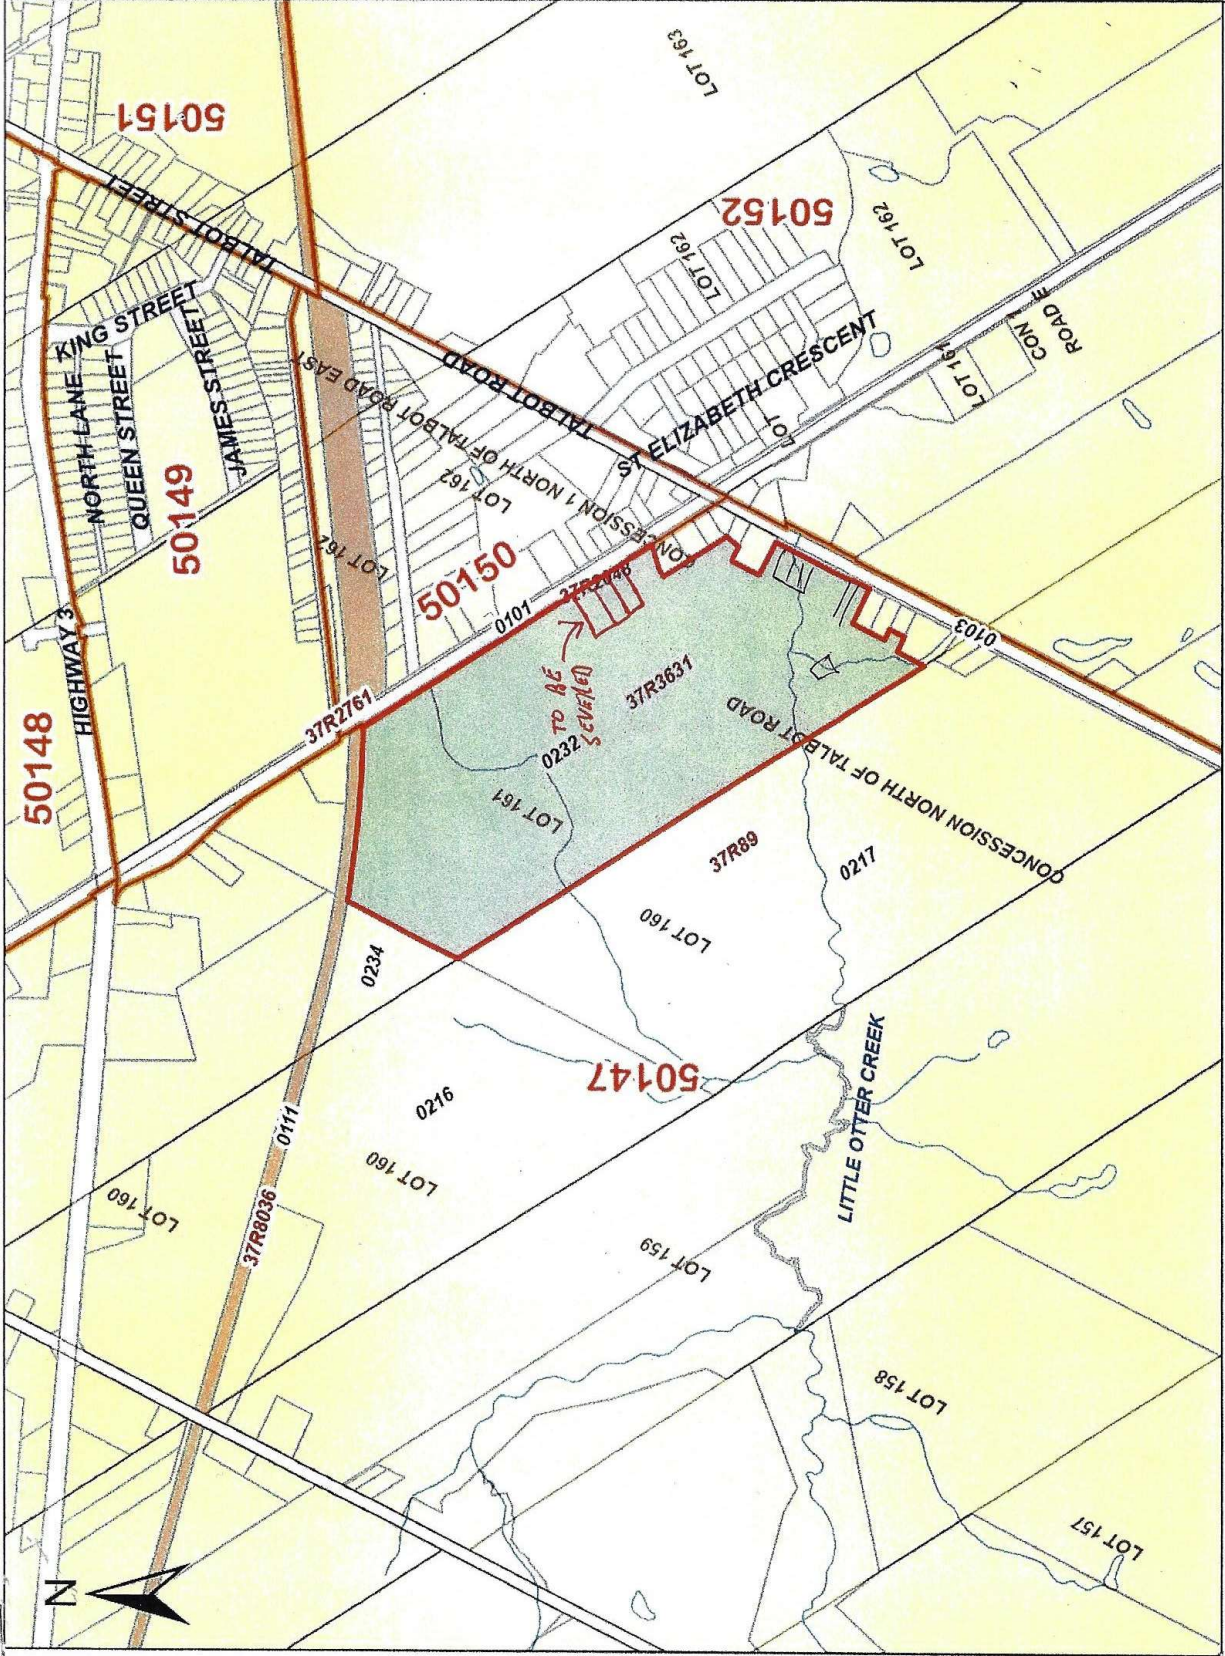 LOT 163
50151
TALBOT STREET
TALBOT
50152
LOT 162
LOT 162
KING STREET
NORTH LANE
QUEEN STREET
JAMES STREET
CON 1
ROAD E
LOT 161
TALBOT ROAD
ST. ELIZABETH CRESCENT
LOT
CONCESSION 1 NORTH OF TALBOT ROAD EAST
LOT 162
50149
LOT 162
50150
0101
HIGHWAY 3
0103
37R2761
50148
TO BE
SEVERED
37R3631
0232
LOT 161
CONCESSION NORTH OF TALBOT ROAD
37R89
0217
LOT 160
0234
50147
0216
LITTLE OTTER CREEK
0111
LOT 160
LOT 160
37R8036
LOT 159
LOT 158
LOT 157
N